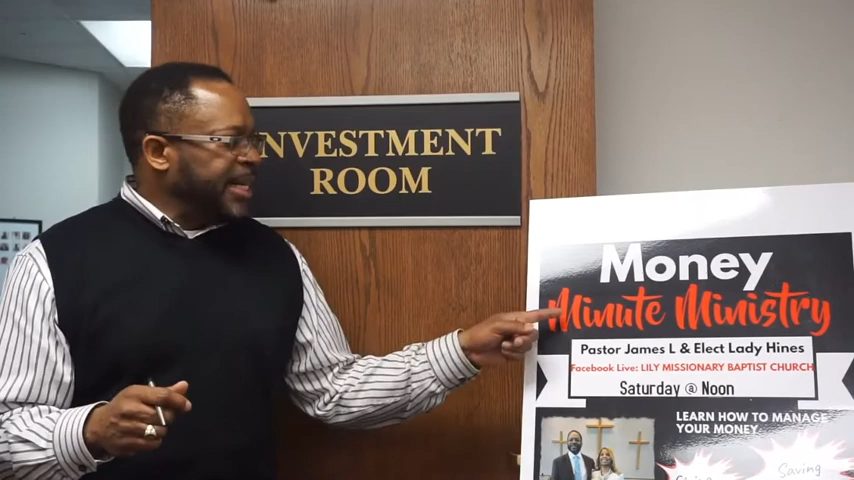 NVESTMENT
ROOM
Money
Minute Ministry
Pastor James L & Elect Lady Hines
Facebook Live: LILY MISSIONARY BAPTIST CHURCH
Saturday @ Noon
LEARN HOW TO MANAGE
YOUR MONEY
Saving